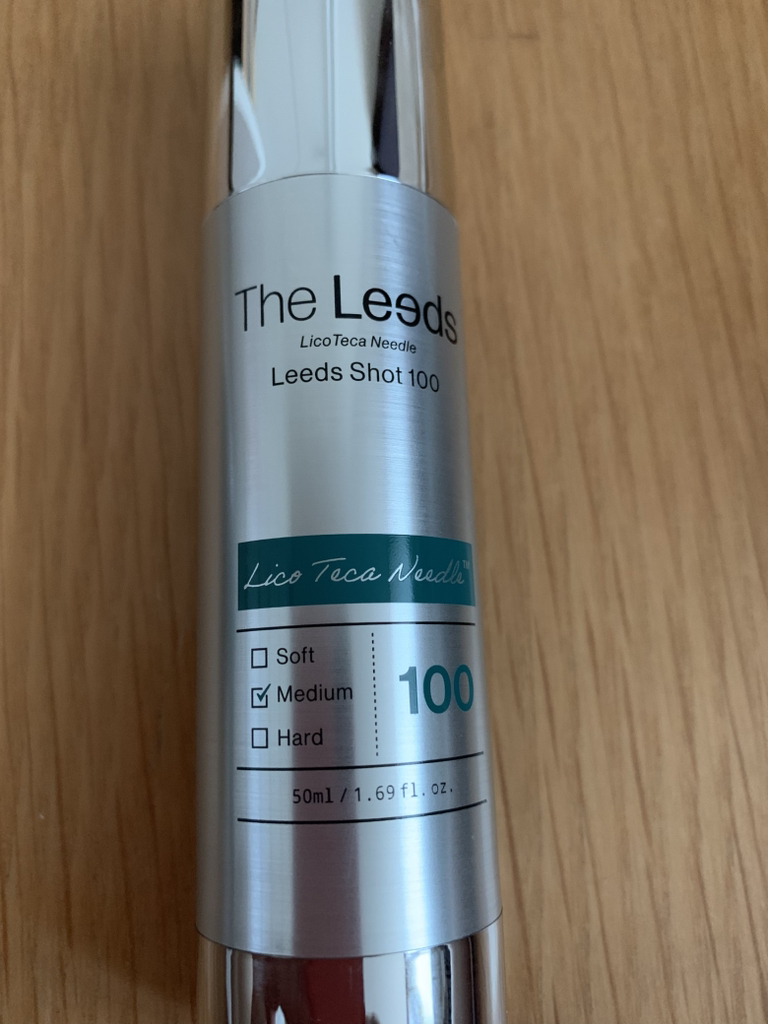 The Leeds
LicoTeca Needle
Leeds Shot 100
Lico Teca Needle™
☐ Soft
☑ Medium
☐ Hard
100
50ml / 1.69 fl. oz.